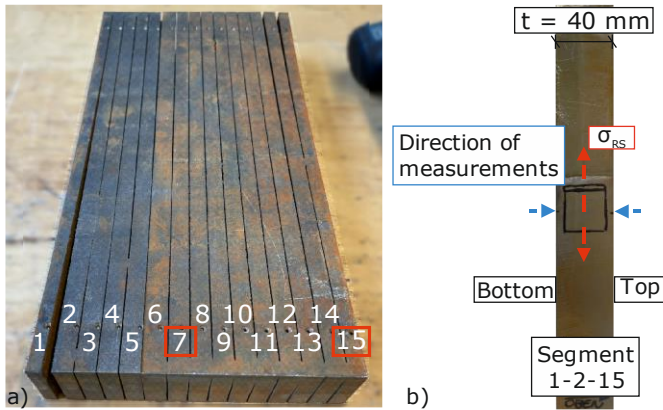 2 4 6 8 10 12 14
1 3 5 7 9 11 13 15
a)
t = 40 mm
σRS
Direction of
measurements
Bottom
Top
Segment
1-2-15
OBEN
b)